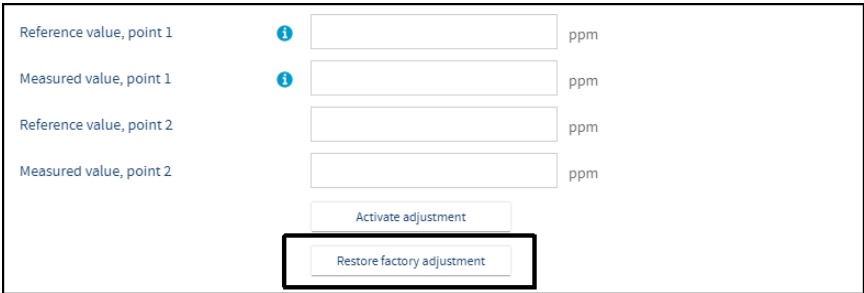 Reference value, point 1 ppm
Measured value, point 1 ppm
Reference value, point 2 ppm
Measured value, point 2 ppm
Activate adjustment
Restore factory adjustment